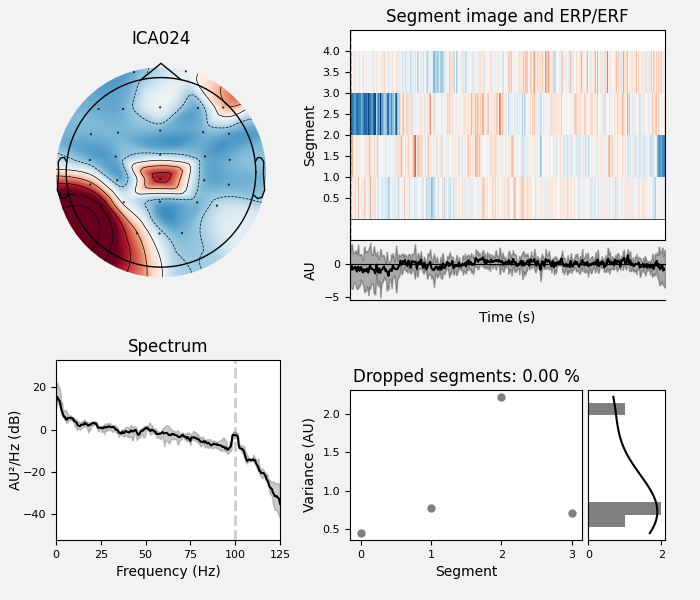 ICA024
Segment image and ERP/ERF
Segment
4.0
3.5
3.0
2.5
2.0
1.5
1.0
0.5
AU
0
−5
Time (s)
Spectrum
AU²/Hz (dB)
20
0
−20
−40
0 25 50 75 100 125
Frequency (Hz)
Dropped segments: 0.00 %
Variance (AU)
2.0
1.5
1.0
0.5
0 1 2 3
Segment
0 2